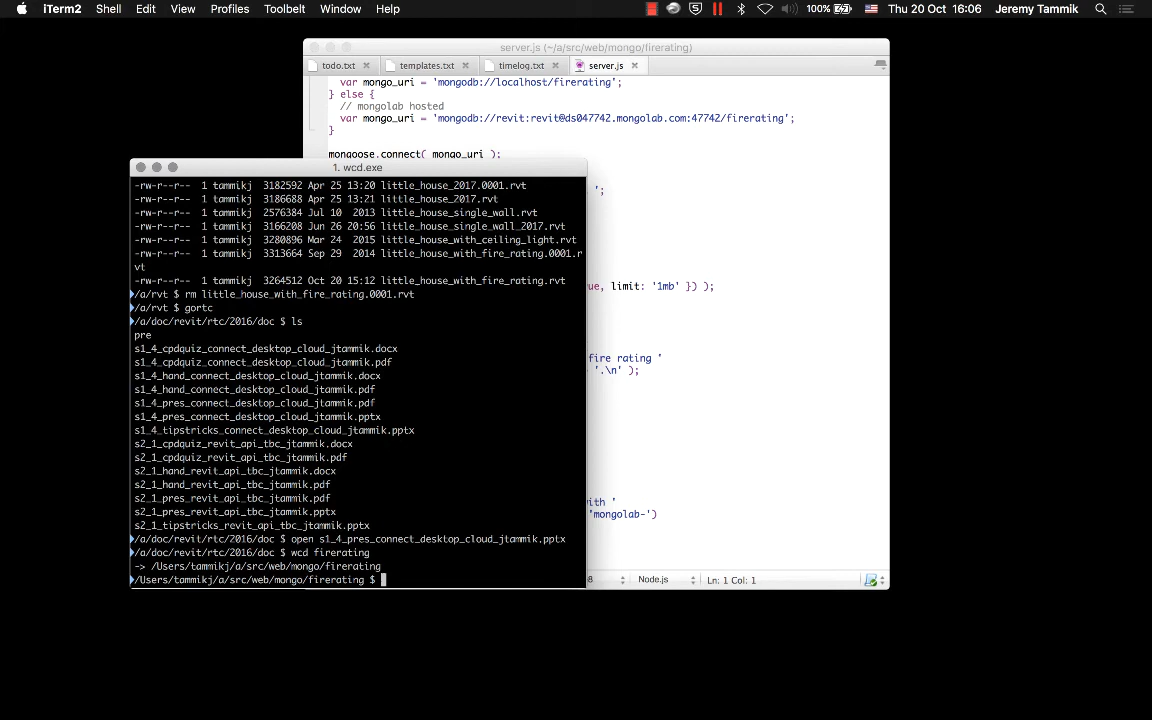 iTerm2 Shell Edit View Profiles Toolbelt Window Help 100% Thu 20 Oct 16:06 Jeremy Tammik
server.js (~/a/src/web/mongo/firerating)
todo.txt templates.txt timelog.txt server.js
var mongo_uri = 'mongodb://localhost/firerating';
} else {
// mongolab hosted
var mongo_uri = 'mongodb://revit:revit@ds047742.mongolab.com:47742/firerating';
}
mongoose.connect( mongo_uri );
';
ue, limit: '1mb' }) );
fire rating '
'.\n' );
with '
'mongolab-')
8 Node.js Ln: 1 Col: 1
1. wcd.exe
-rw-r--r-- 1 tammikj 3182592 Apr 25 13:20 little_house_2017.0001.rvt
-rw-r--r-- 1 tammikj 3186688 Apr 25 13:21 little_house_2017.rvt
-rw-r--r-- 1 tammikj 2576384 Jul 10 2013 little_house_single_wall.rvt
-rw-r--r-- 1 tammikj 3166208 Jun 26 20:56 little_house_single_wall_2017.rvt
-rw-r--r-- 1 tammikj 3280896 Mar 24 2015 little_house_with_ceiling_light.rvt
-rw-r--r-- 1 tammikj 3313664 Sep 29 2014 little_house_with_fire_rating.0001.r
vt
-rw-r--r-- 1 tammikj 3264512 Oct 20 15:12 little_house_with_fire_rating.rvt
/a/rvt $ rm little_house_with_fire_rating.0001.rvt
/a/rvt $ gortc
/a/doc/revit/rtc/2016/doc $ ls
pre
s1_4_cpdquiz_connect_desktop_cloud_jtammik.docx
s1_4_cpdquiz_connect_desktop_cloud_jtammik.pdf
s1_4_hand_connect_desktop_cloud_jtammik.docx
s1_4_hand_connect_desktop_cloud_jtammik.pdf
s1_4_pres_connect_desktop_cloud_jtammik.pdf
s1_4_pres_connect_desktop_cloud_jtammik.pptx
s1_4_tipstricks_connect_desktop_cloud_jtammik.pptx
s2_1_cpdquiz_revit_api_tbc_jtammik.docx
s2_1_cpdquiz_revit_api_tbc_jtammik.pdf
s2_1_hand_revit_api_tbc_jtammik.docx
s2_1_hand_revit_api_tbc_jtammik.pdf
s2_1_pres_revit_api_tbc_jtammik.pdf
s2_1_pres_revit_api_tbc_jtammik.pptx
s2_1_tipstricks_revit_api_tbc_jtammik.pptx
/a/doc/revit/rtc/2016/doc $ open s1_4_pres_connect_desktop_cloud_jtammik.pptx
/a/doc/revit/rtc/2016/doc $ wcd firerating
-> /Users/tammikj/a/src/web/mongo/firerating
/Users/tammikj/a/src/web/mongo/firerating $